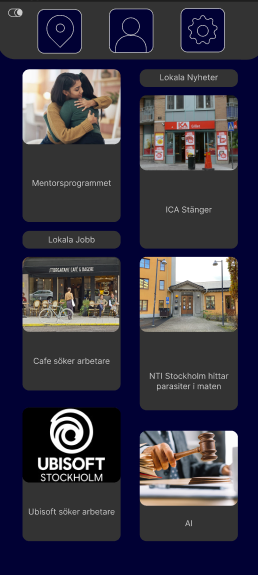 Lokala Nyheter
Mentorsprogrammet
ICA
ICA Stänger
Lokala Jobb
Cafe söker arbetare
NTI Stockholm hittar
parasiter i maten
UBISOFT
STOCKHOLM
Ubisoft söker arbetare
AI